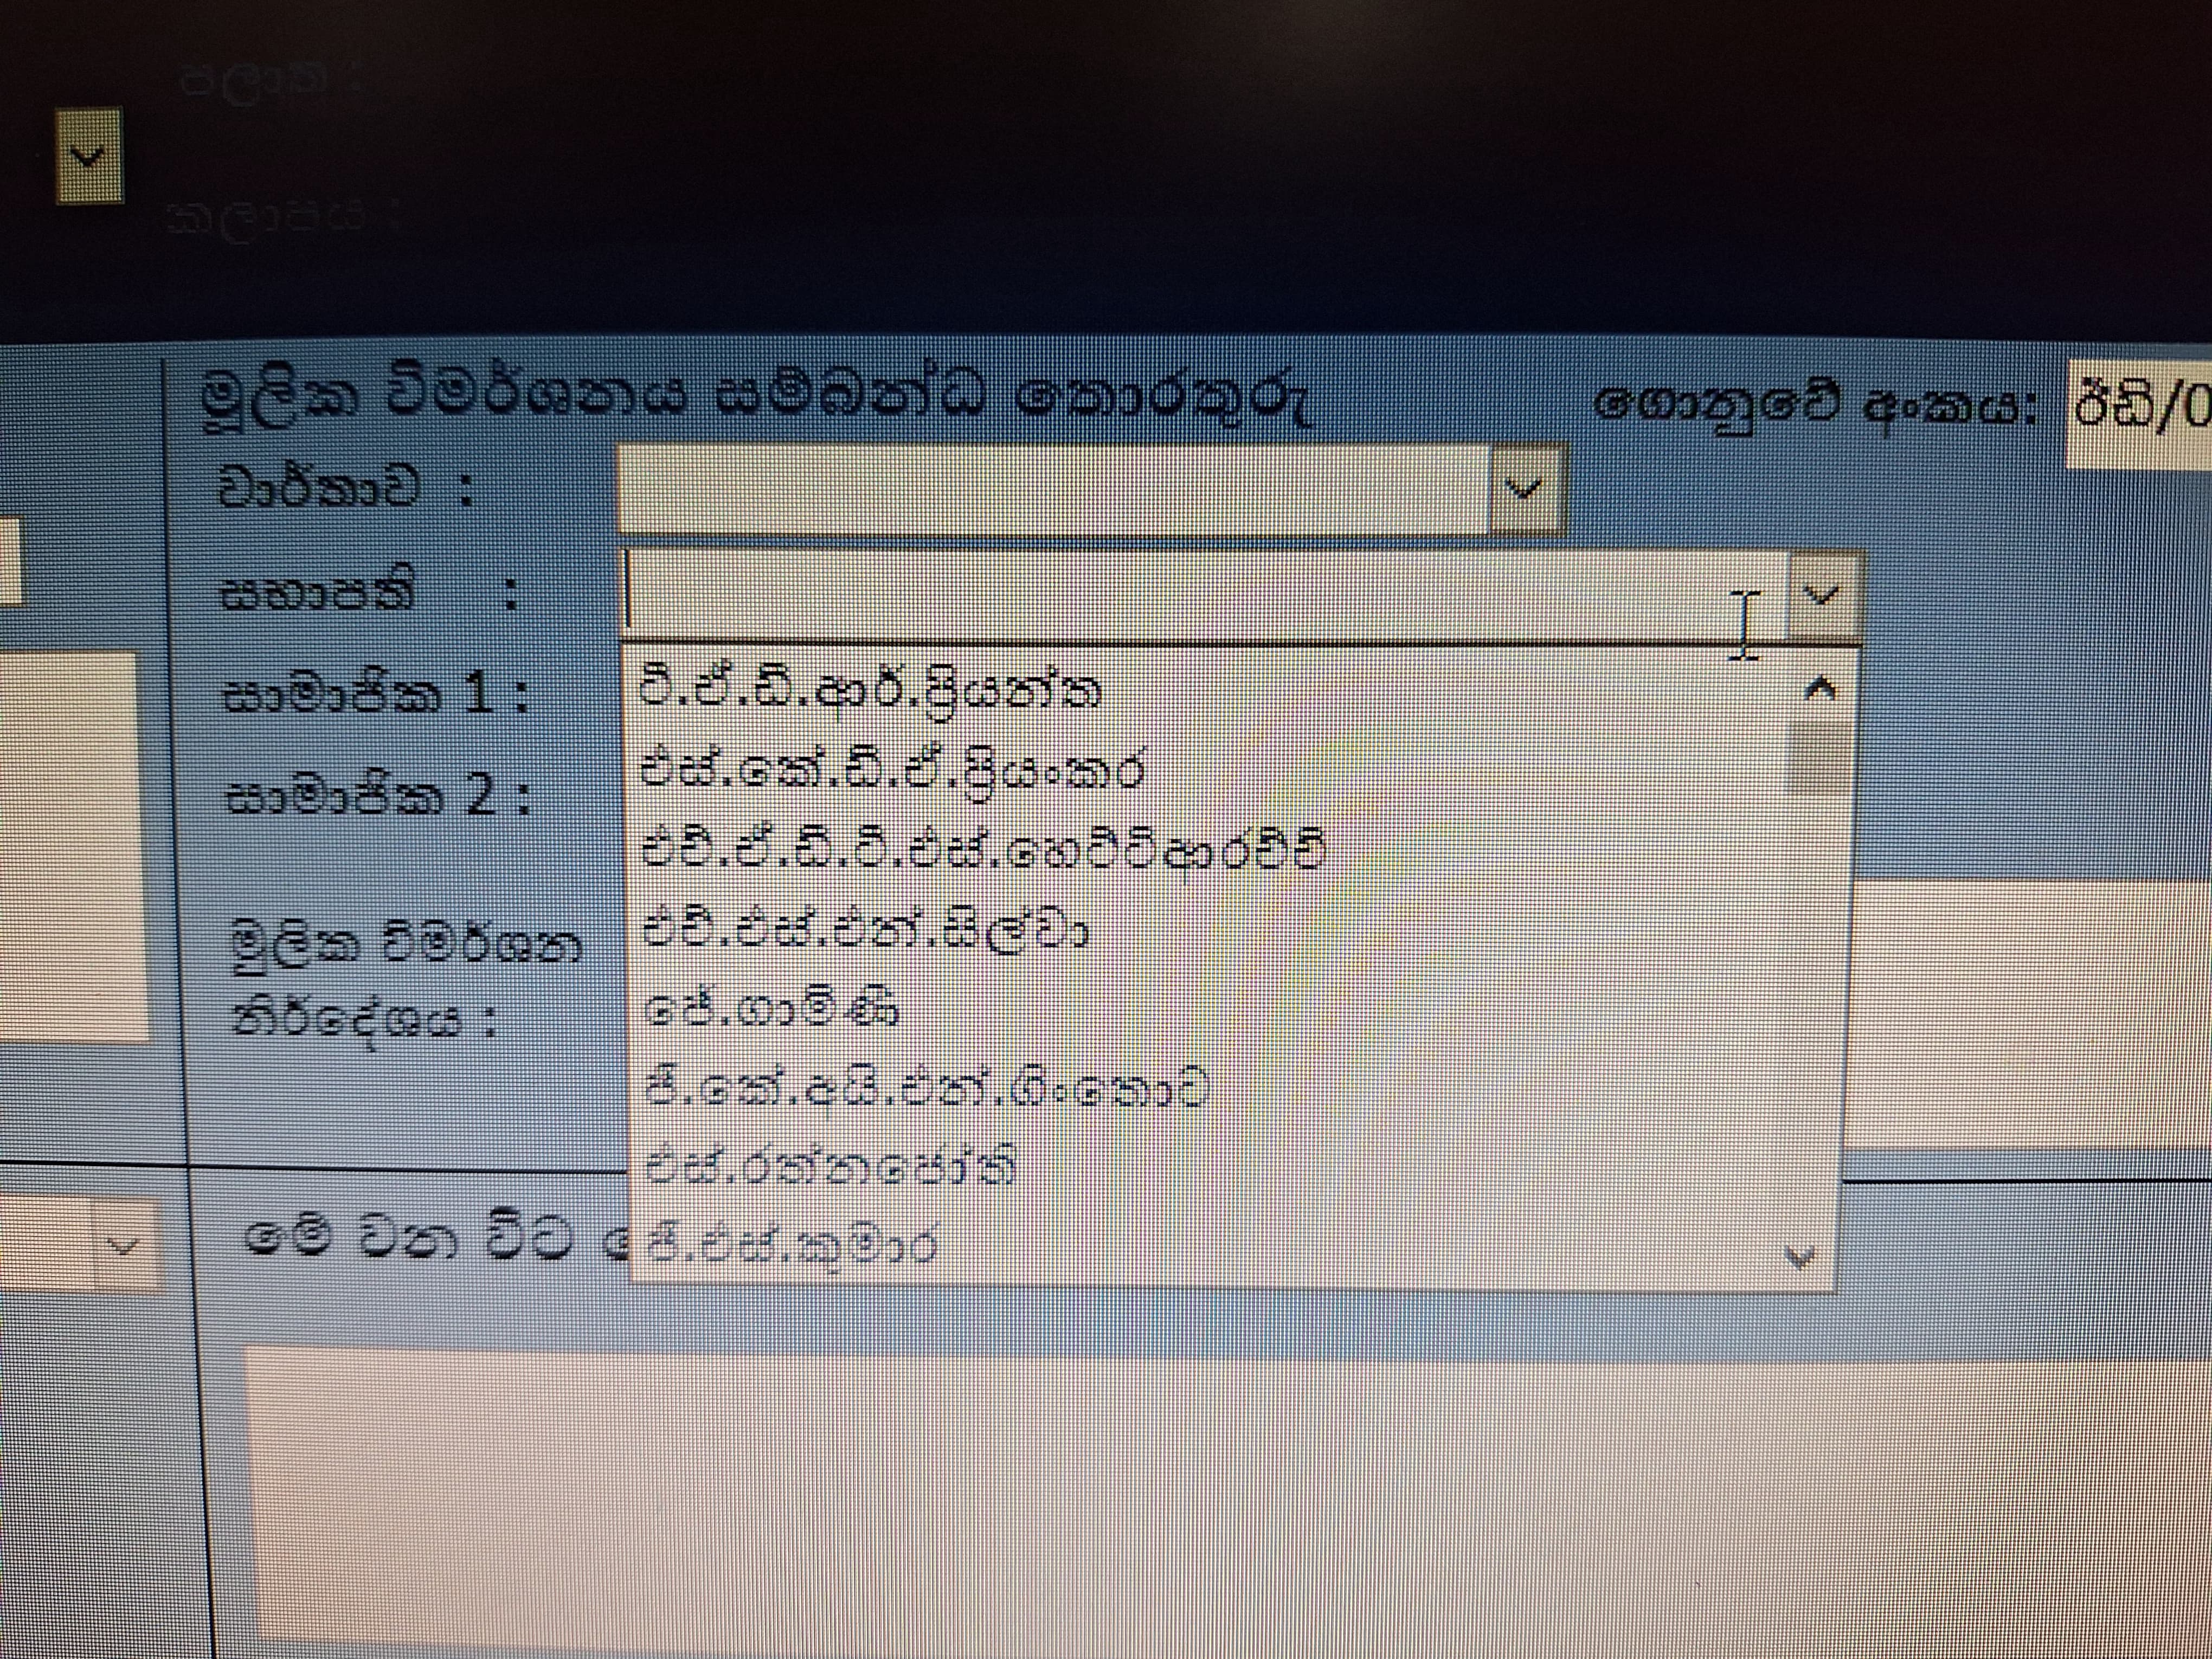 පලාත :
කලාපය :
මූලික විමර්ශනය සම්බන්ධ තොරතුරු
ගොනුවේ අංකය: ඊඩී/0
වාර්තාව :
සභාපති :
සාමාජික 1 :
සාමාජික 2 :
මූලික විමර්ශන
නිර්දේශය :
ටී.ඒ.ඩී.ආර්.ප්‍රියන්ත
එස්.කේ.ඩී.ඒ.ප්‍රියංකර
එච්.ඒ.ඩී.ටී.එස්.හෙට්ටිආරච්චි
එච්.එස්.එන්.සිල්වා
ජේ.ගාමිණී
ජී.කේ.අයි.එන්.ගිංතොට
එස්.රත්නජෝති
ජී.එස්.කුමාර
මේ වන විට